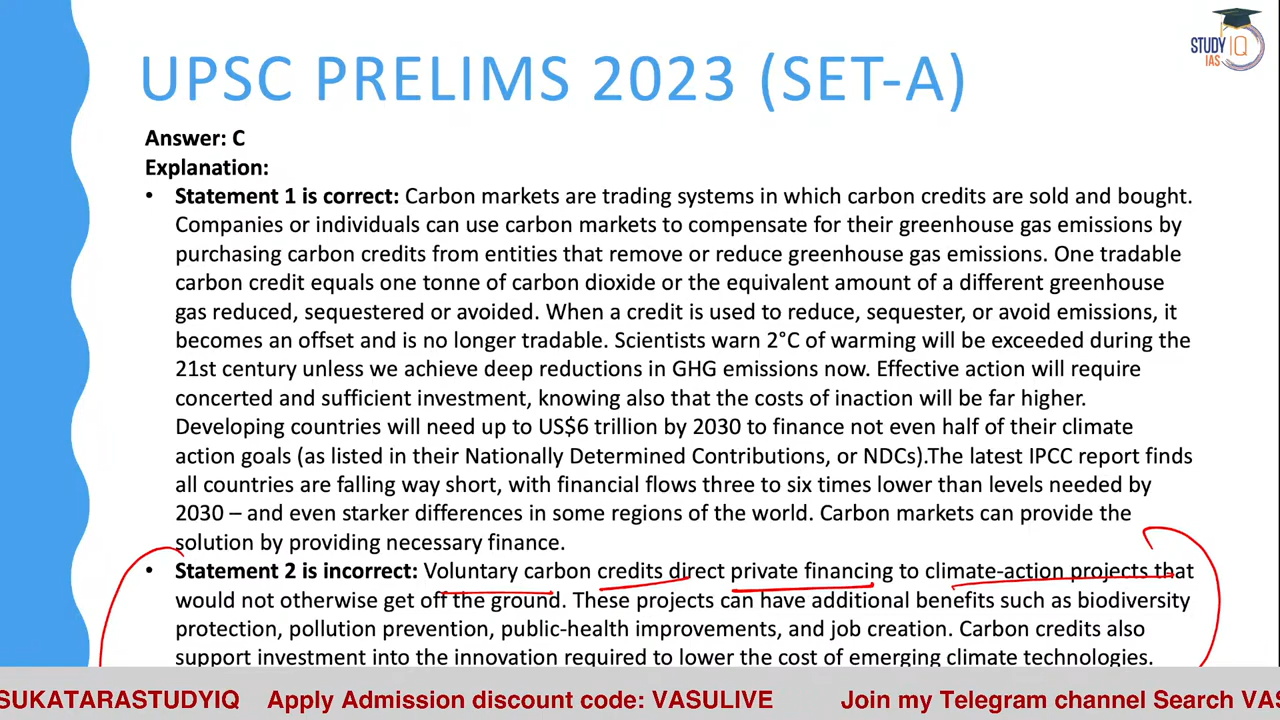 STUDY IQ
IAS
UPSC PRELIMS 2023 (SET-A)
Answer: C
Explanation:
• Statement 1 is correct: Carbon markets are trading systems in which carbon credits are sold and bought.
Companies or individuals can use carbon markets to compensate for their greenhouse gas emissions by
purchasing carbon credits from entities that remove or reduce greenhouse gas emissions. One tradable
carbon credit equals one tonne of carbon dioxide or the equivalent amount of a different greenhouse
gas reduced, sequestered or avoided. When a credit is used to reduce, sequester, or avoid emissions, it
becomes an offset and is no longer tradable. Scientists warn 2°C of warming will be exceeded during the
21st century unless we achieve deep reductions in GHG emissions now. Effective action will require
concerted and sufficient investment, knowing also that the costs of inaction will be far higher.
Developing countries will need up to US$6 trillion by 2030 to finance not even half of their climate
action goals (as listed in their Nationally Determined Contributions, or NDCs).The latest IPCC report finds
all countries are falling way short, with financial flows three to six times lower than levels needed by
2030 – and even starker differences in some regions of the world. Carbon markets can provide the
solution by providing necessary finance.
• Statement 2 is incorrect: Voluntary carbon credits direct private financing to climate-action projects that
would not otherwise get off the ground. These projects can have additional benefits such as biodiversity
protection, pollution prevention, public-health improvements, and job creation. Carbon credits also
support investment into the innovation required to lower the cost of emerging climate technologies.
SUKATARASTUDYIQ Apply Admission discount code: VASULIVE Join my Telegram channel Search VAS